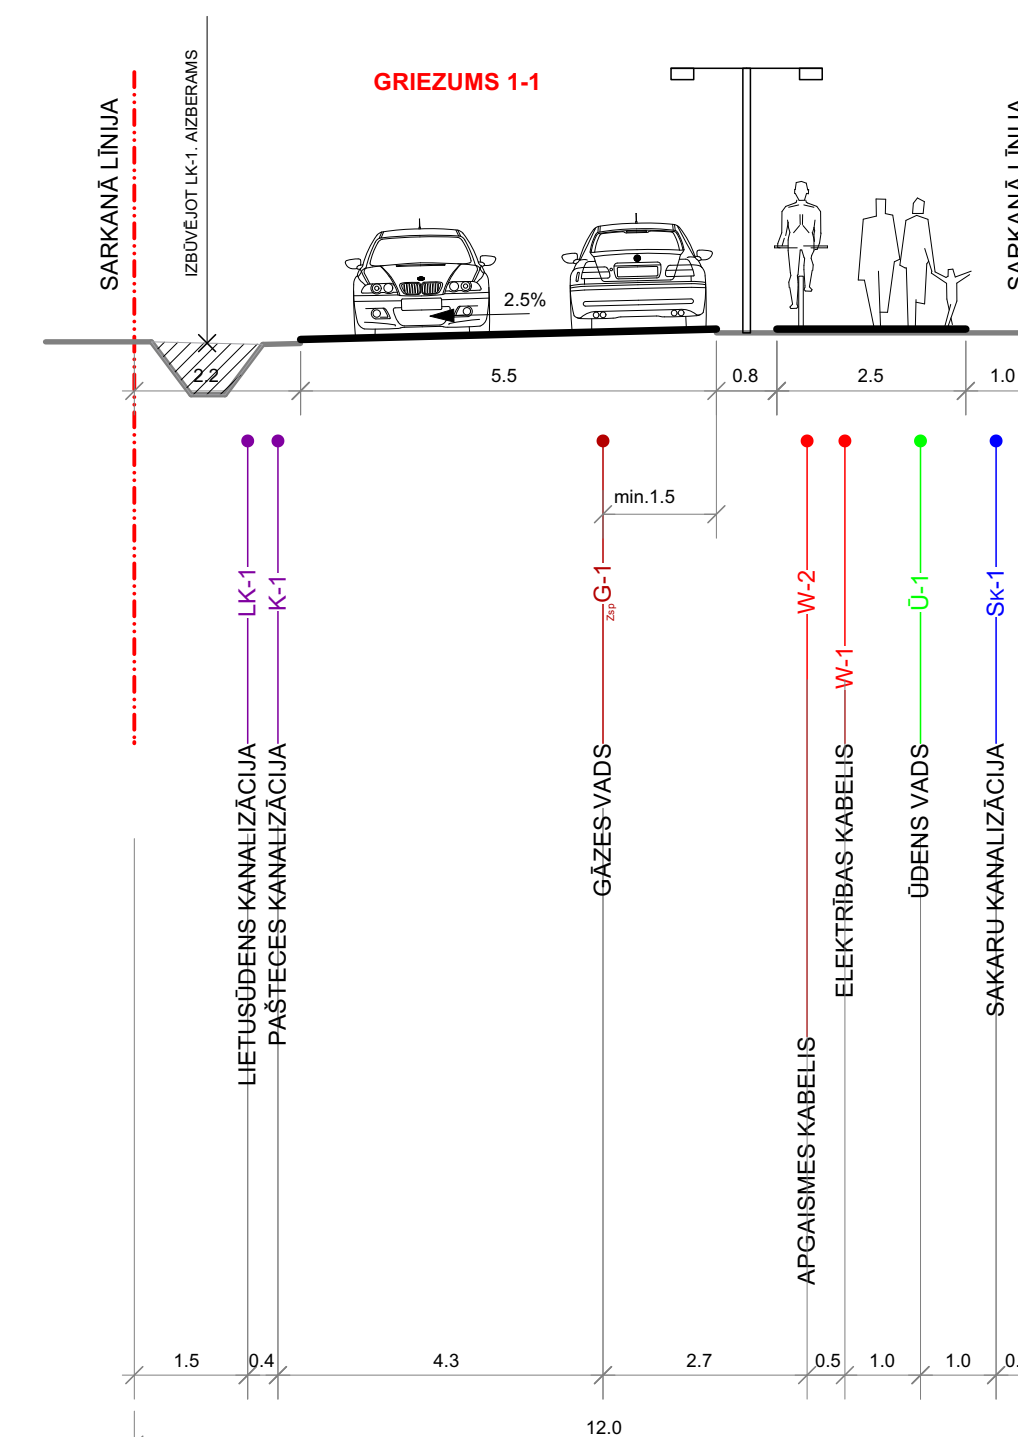 GRIEZUMS 1-1
SARKANĀ LĪNIJA
IZBŪVĒJOT LK-1. AIZBERAMS
SARKANĀ LĪNIJA
2.5%
2.2
5.5
0.8
2.5
1.0
min.1.5
LK-1
K-1
ZspG-1
W-2
W-1
Ū-1
SK-1
LIETUSŪDENS KANALIZĀCIJA
PAŠTECES KANALIZĀCIJA
GĀZES VADS
APGAISMES KABELIS
ELEKTRĪBAS KABELIS
ŪDENS VADS
SAKARU KANALIZĀCIJA
1.5
0.4
4.3
2.7
0.5
1.0
1.0
12.0